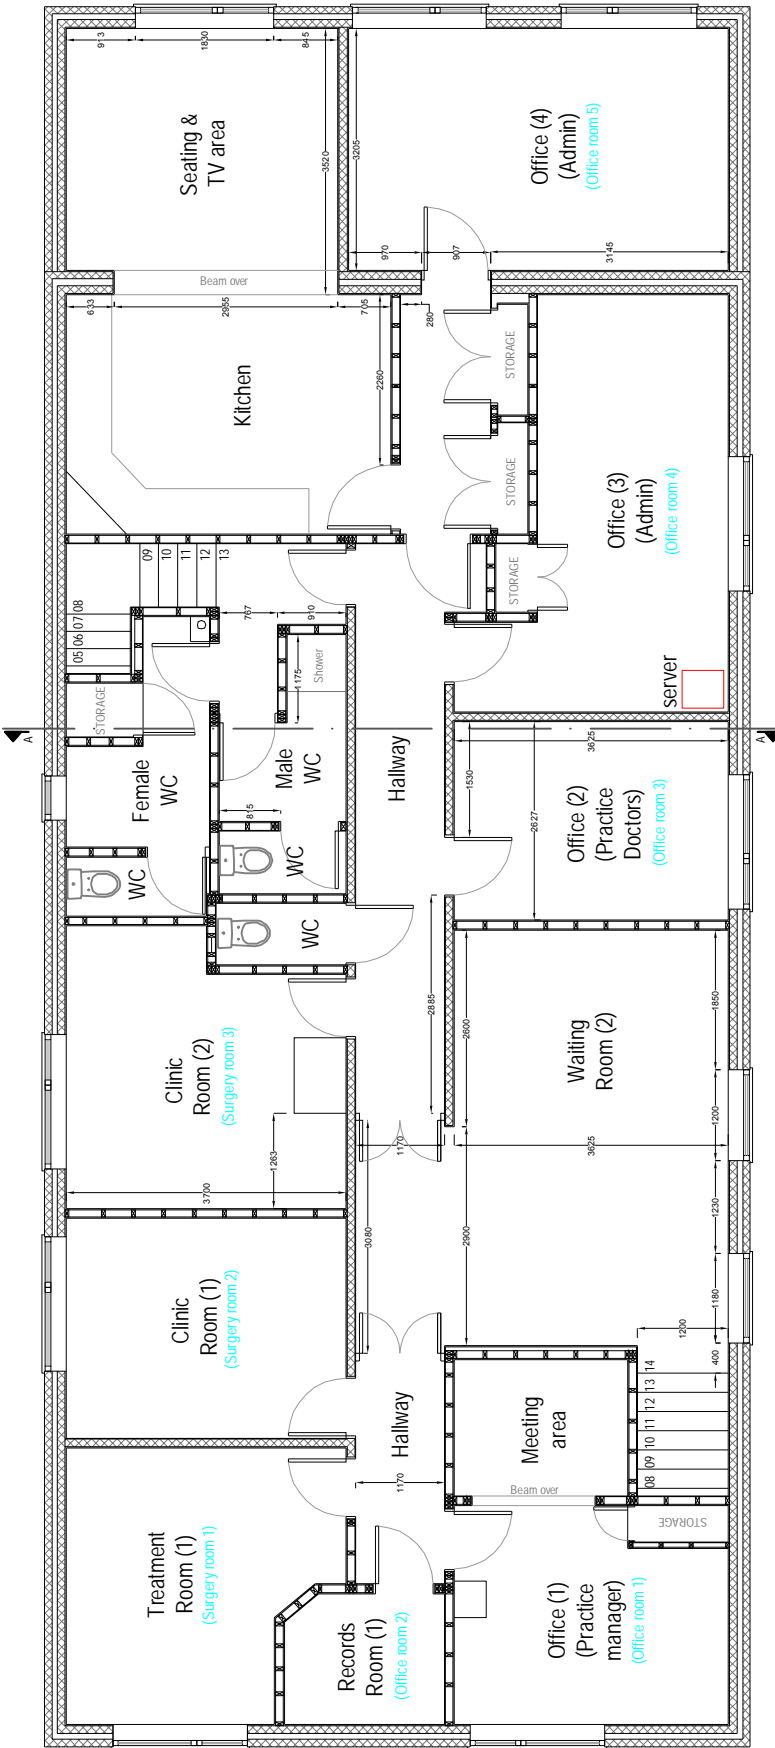 913
1830
845
Seating &
TV area
3520
3205
Office (4)
(Admin)
(Office room 5)
970
907
3145
Beam over
633
2955
705
280
2260
Kitchen
STORAGE
STORAGE
STORAGE
Office (3)
(Admin)
(Office room 4)
server
09
10
11
12
13
05 06 07 08
767
910
1175
Shower
STORAGE
A
A
Female
WC
Male
WC
815
WC
WC
WC
Hallway
3625
1530
2627
Office (2)
(Practice
Doctors)
(Office room 3)
2885
2600
1850
Waiting
Room (2)
Clinic
Room (2)
(Surgery room 3)
1263
3700
1170
3625
1200
3080
2900
1230
1180
1200
400
Clinic
Room (1)
(Surgery room 2)
Hallway
1170
Meeting
area
08
09
10
11
12
13
14
Beam over
STORAGE
Treatment
Room (1)
(Surgery room 1)
Records
Room (1)
(Office room 2)
Office (1)
(Practice
manager)
(Office room 1)